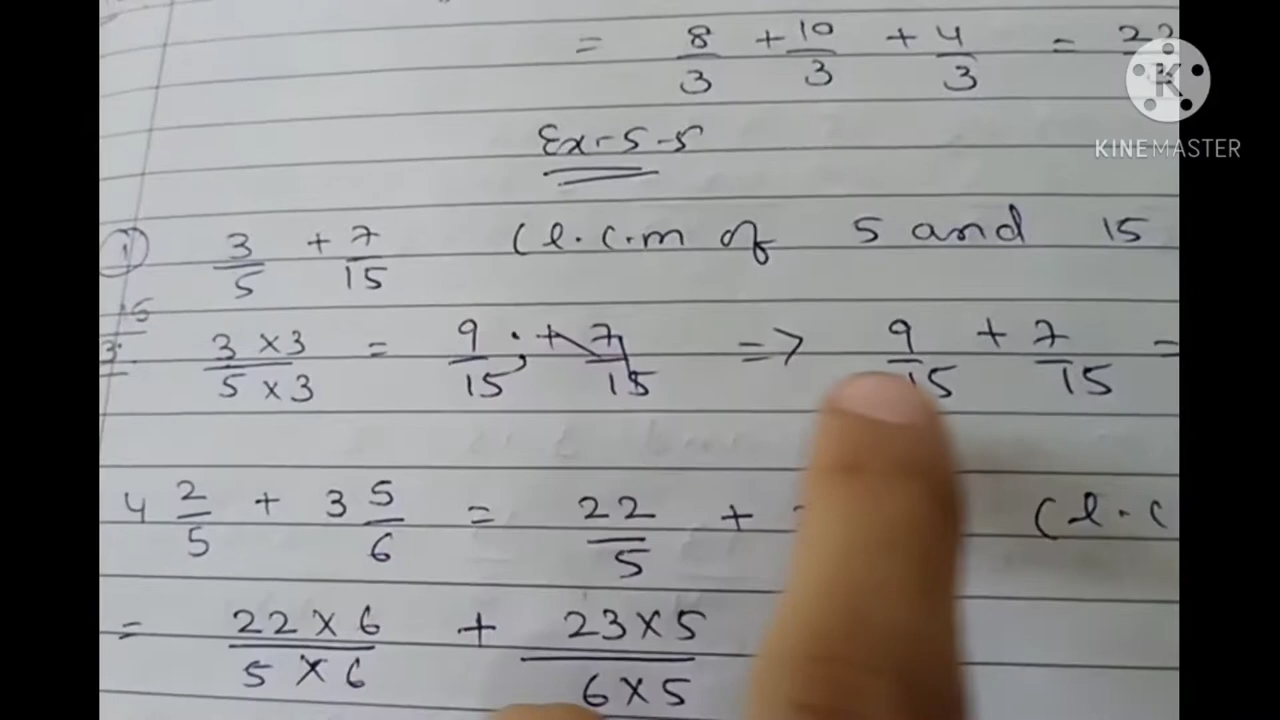 = 8/3 + 10/3 + 4/3 = 22
KINEMASTER
Ex-5-5
① 3/5 + 7/15 (l.c.m of 5 and 15
3×3/5×3 = 9/15 + 7/15 => 9/15 + 7/15 =
4 2/5 + 3 5/6 = 22/5 + (l.c
= 22×6/5×6 + 23×5/6×5